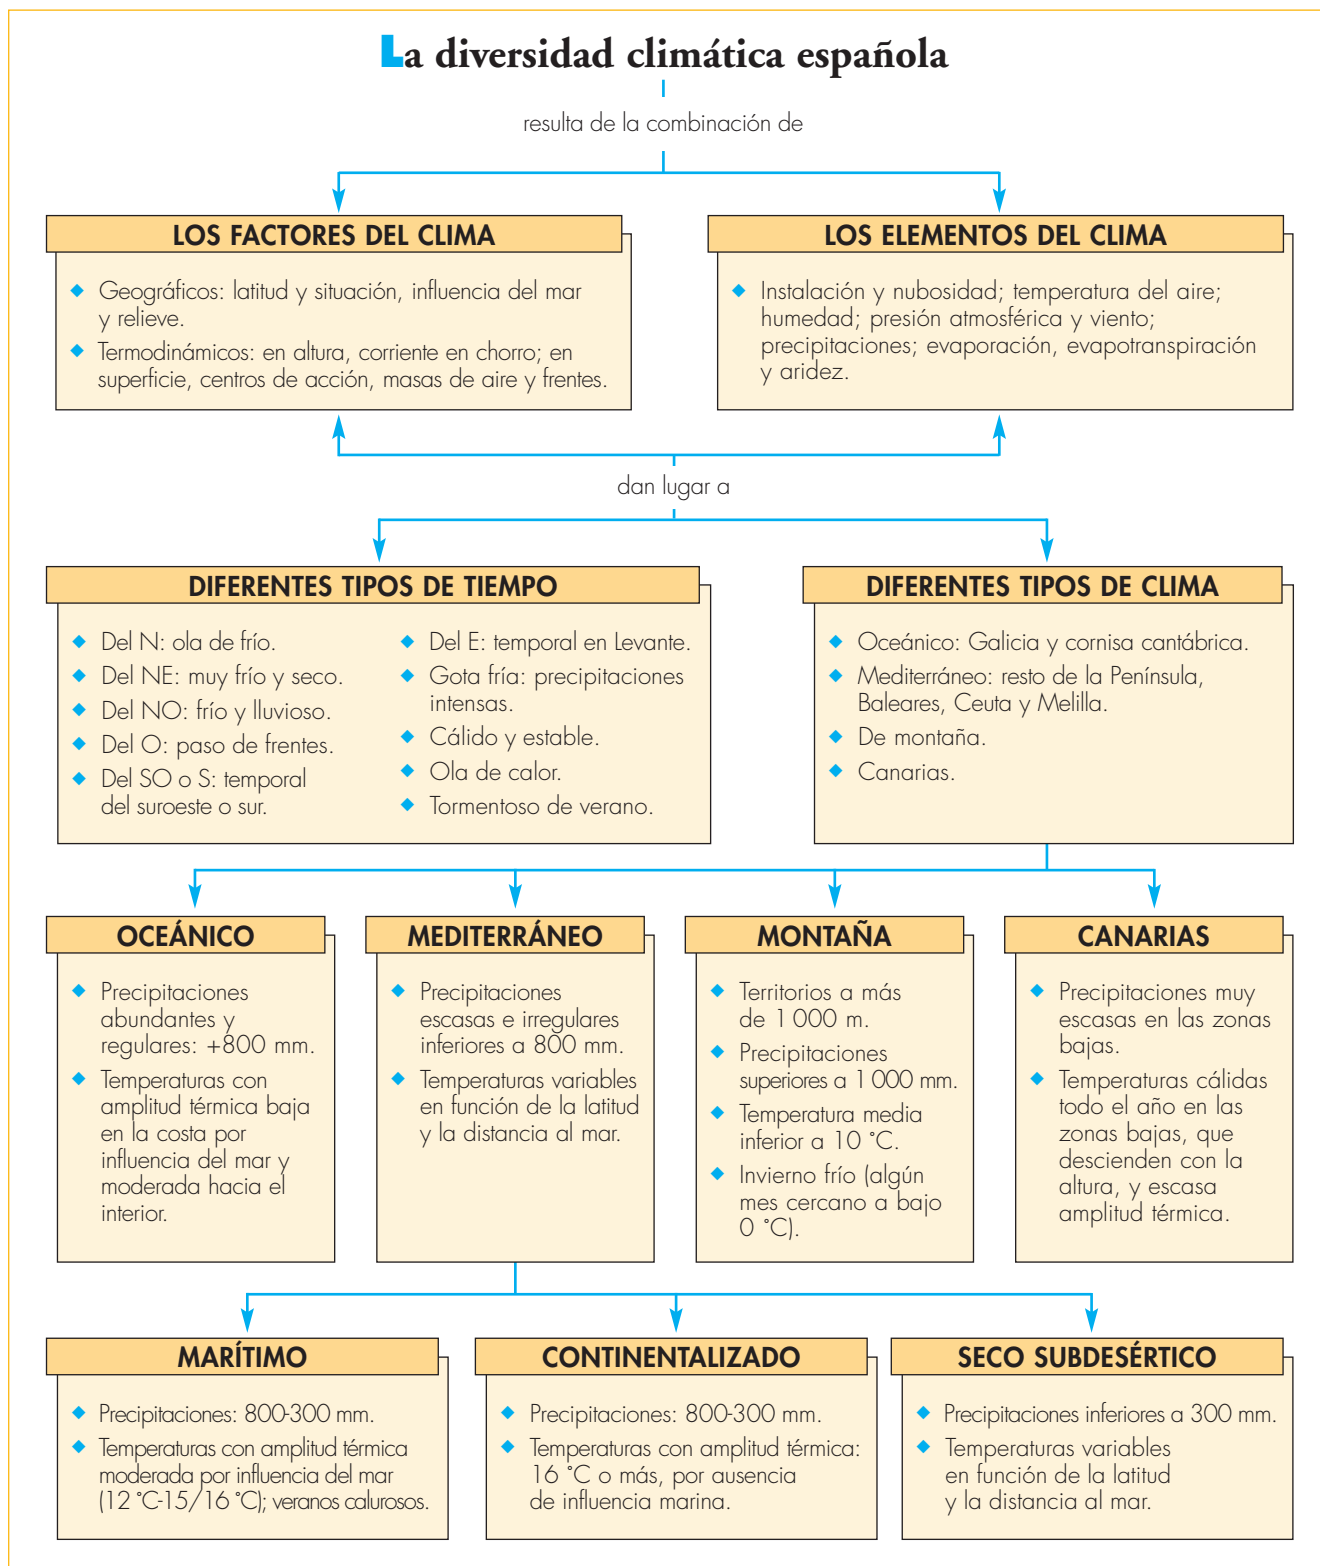 La diversidad climática española
resulta de la combinación de
LOS FACTORES DEL CLIMA
◆ Geográficos: latitud y situación, influencia del mar
y relieve.
◆ Termodinámicos: en altura, corriente en chorro; en
superficie, centros de acción, masas de aire y frentes.
LOS ELEMENTOS DEL CLIMA
◆ Instalación y nubosidad; temperatura del aire;
humedad; presión atmosférica y viento;
precipitaciones; evaporación, evapotranspiración
y aridez.
dan lugar a
DIFERENTES TIPOS DE TIEMPO
◆ Del N: ola de frío.
◆ Del NE: muy frío y seco.
◆ Del NO: frío y lluvioso.
◆ Del O: paso de frentes.
◆ Del SO o S: temporal
del suroeste o sur.
◆ Del E: temporal en Levante.
◆ Gota fría: precipitaciones
intensas.
◆ Cálido y estable.
◆ Ola de calor.
◆ Tormentoso de verano.
DIFERENTES TIPOS DE CLIMA
◆ Oceánico: Galicia y cornisa cantábrica.
◆ Mediterráneo: resto de la Península,
Baleares, Ceuta y Melilla.
◆ De montaña.
◆ Canarias.
OCEÁNICO
◆ Precipitaciones
abundantes y
regulares: +800 mm.
◆ Temperaturas con
amplitud térmica baja
en la costa por
influencia del mar y
moderada hacia el
interior.
MEDITERRÁNEO
◆ Precipitaciones
escasas e irregulares
inferiores a 800 mm.
◆ Temperaturas variables
en función de la latitud
y la distancia al mar.
MONTAÑA
◆ Territorios a más
de 1 000 m.
◆ Precipitaciones
superiores a 1 000 mm.
◆ Temperatura media
inferior a 10 °C.
◆ Invierno frío (algún
mes cercano a bajo
0 °C).
CANARIAS
◆ Precipitaciones muy
escasas en las zonas
bajas.
◆ Temperaturas cálidas
todo el año en las
zonas bajas, que
descienden con la
altura, y escasa
amplitud térmica.
MARÍTIMO
◆ Precipitaciones: 800-300 mm.
◆ Temperaturas con amplitud térmica
moderada por influencia del mar
(12 °C-15/16 °C); veranos calurosos.
CONTINENTALIZADO
◆ Precipitaciones: 800-300 mm.
◆ Temperaturas con amplitud térmica:
16 °C o más, por ausencia
de influencia marina.
SECO SUBDESÉRTICO
◆ Precipitaciones inferiores a 300 mm.
◆ Temperaturas variables
en función de la latitud
y la distancia al mar.